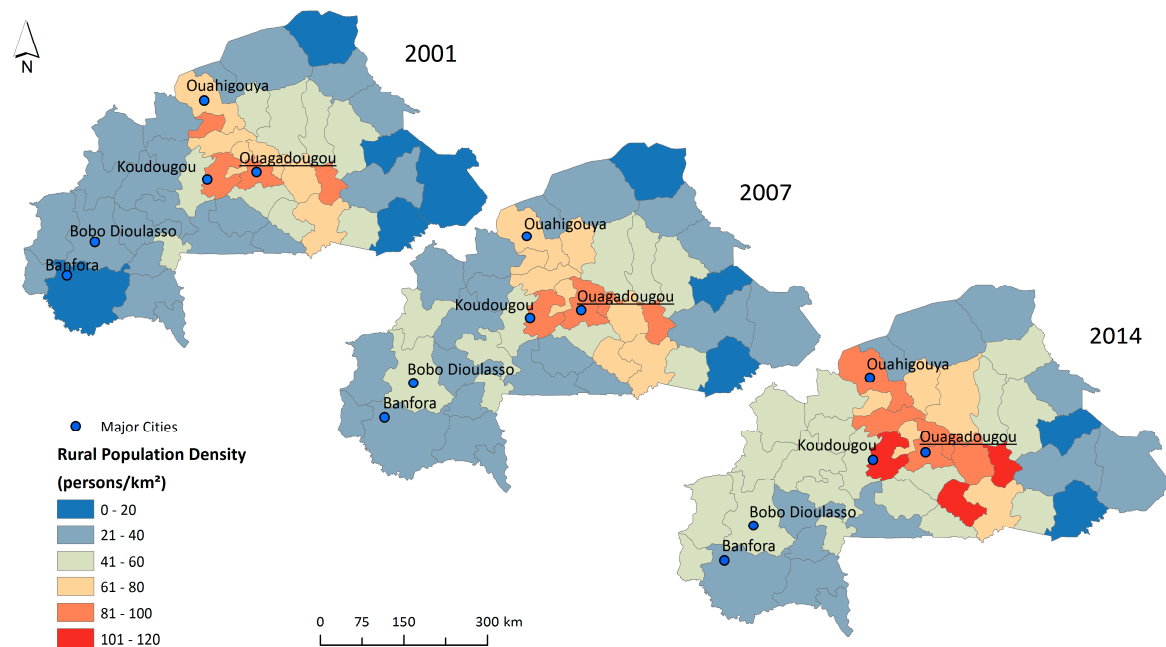 N
2001
Ouahigouya
Koudougou
Ouagadougou
Bobo Dioulasso
Banfora
2007
Ouahigouya
Koudougou
Ouagadougou
Bobo Dioulasso
Banfora
2014
Ouahigouya
Koudougou
Ouagadougou
Bobo Dioulasso
Banfora
Major Cities
Rural Population Density
(persons/km²)
0 - 20
21 - 40
41 - 60
61 - 80
81 - 100
101 - 120
0 75 150 300 km